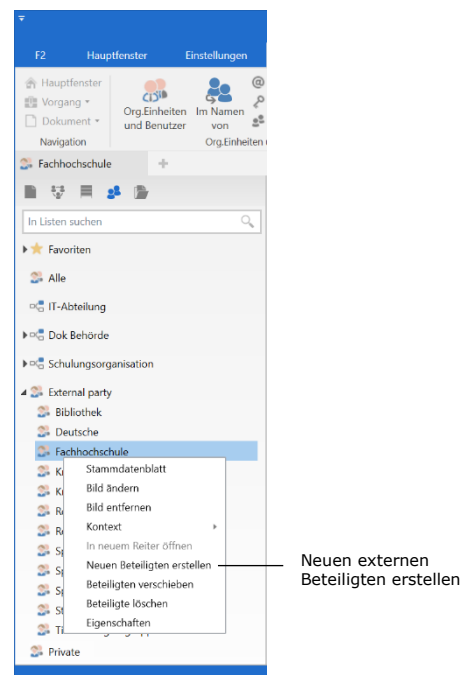 F2 Hauptfenster Einstellungen
Hauptfenster
Vorgang
Dokument
Org.Einheiten und Benutzer
Im Namen von
Navigation
Org.Einheiten
Fachhochschule +
In Listen suchen
Favoriten
Alle
IT-Abteilung
Dok Behörde
Schulungsorganisation
External party
Bibliothek
Deutsche
Fachhochschule
Stammdatenblatt
Bild ändern
Bild entfernen
Kontext
In neuem Reiter öffnen
Neuen Beteiligten erstellen
Beteiligten verschieben
Beteiligte löschen
Eigenschaften
Private
Neuen externen
Beteiligten erstellen